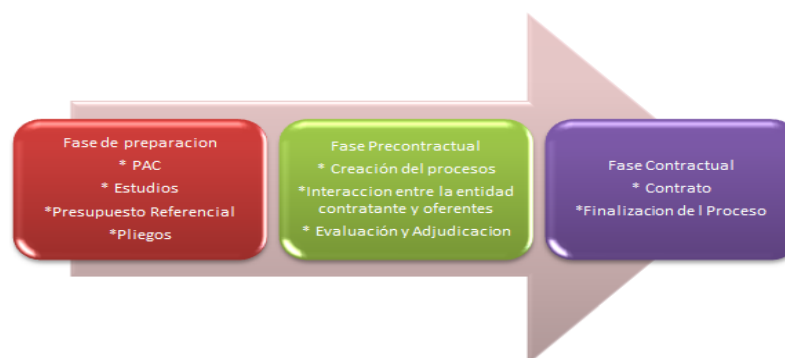 Fase de preparacion
* PAC
* Estudios
*Presupuesto Referencial
*Pliegos
Fase Precontractual
* Creación del procesos
*Interaccion entre la entidad
contratante y oferentes
* Evaluación y Adjudicacion
Fase Contractual
* Contrato
*Finalizacion de l Proceso